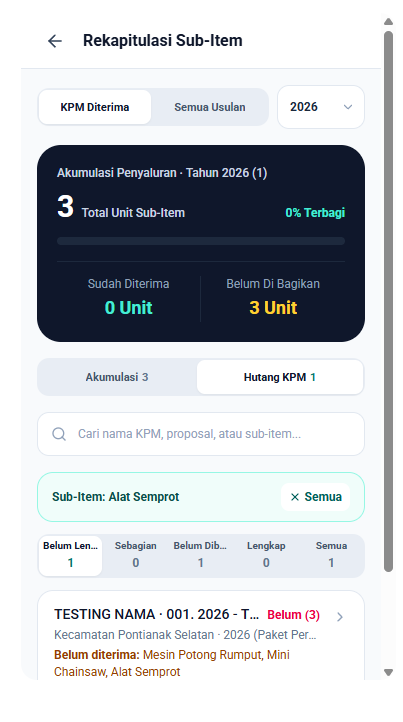 Rekapitulasi Sub-Item
KPM Diterima
Semua Usulan
2026
Akumulasi Penyaluran · Tahun 2026 (1)
3 Total Unit Sub-Item
0% Terbagi
Sudah Diterima
Belum Di Bagikan
0 Unit
3 Unit
Akumulasi 3
Hutang KPM 1
Cari nama KPM, proposal, atau sub-item...
Sub-Item: Alat Semprot
× Semua
Belum Len...
Sebagian
Belum Dib...
Lengkap
Semua
1
0
1
0
1
TESTING NAMA · 001. 2026 - T...
Belum (3)
Kecamatan Pontianak Selatan · 2026 (Paket Per...
Belum diterima: Mesin Potong Rumput, Mini
Chainsaw, Alat Semprot